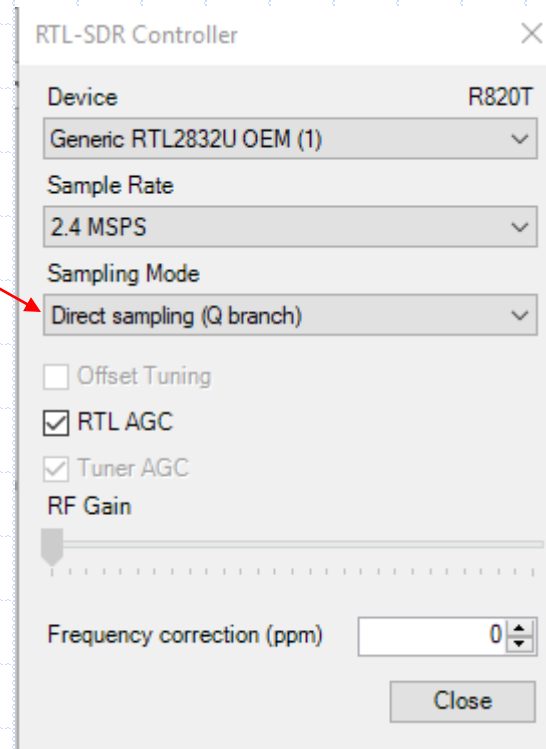 RTL-SDR Controller
Device R820T
Generic RTL2832U OEM (1)
Sample Rate
2.4 MSPS
Sampling Mode
Direct sampling (Q branch)
Offset Tuning
RTL AGC
Tuner AGC
RF Gain
Frequency correction (ppm) 0
Close